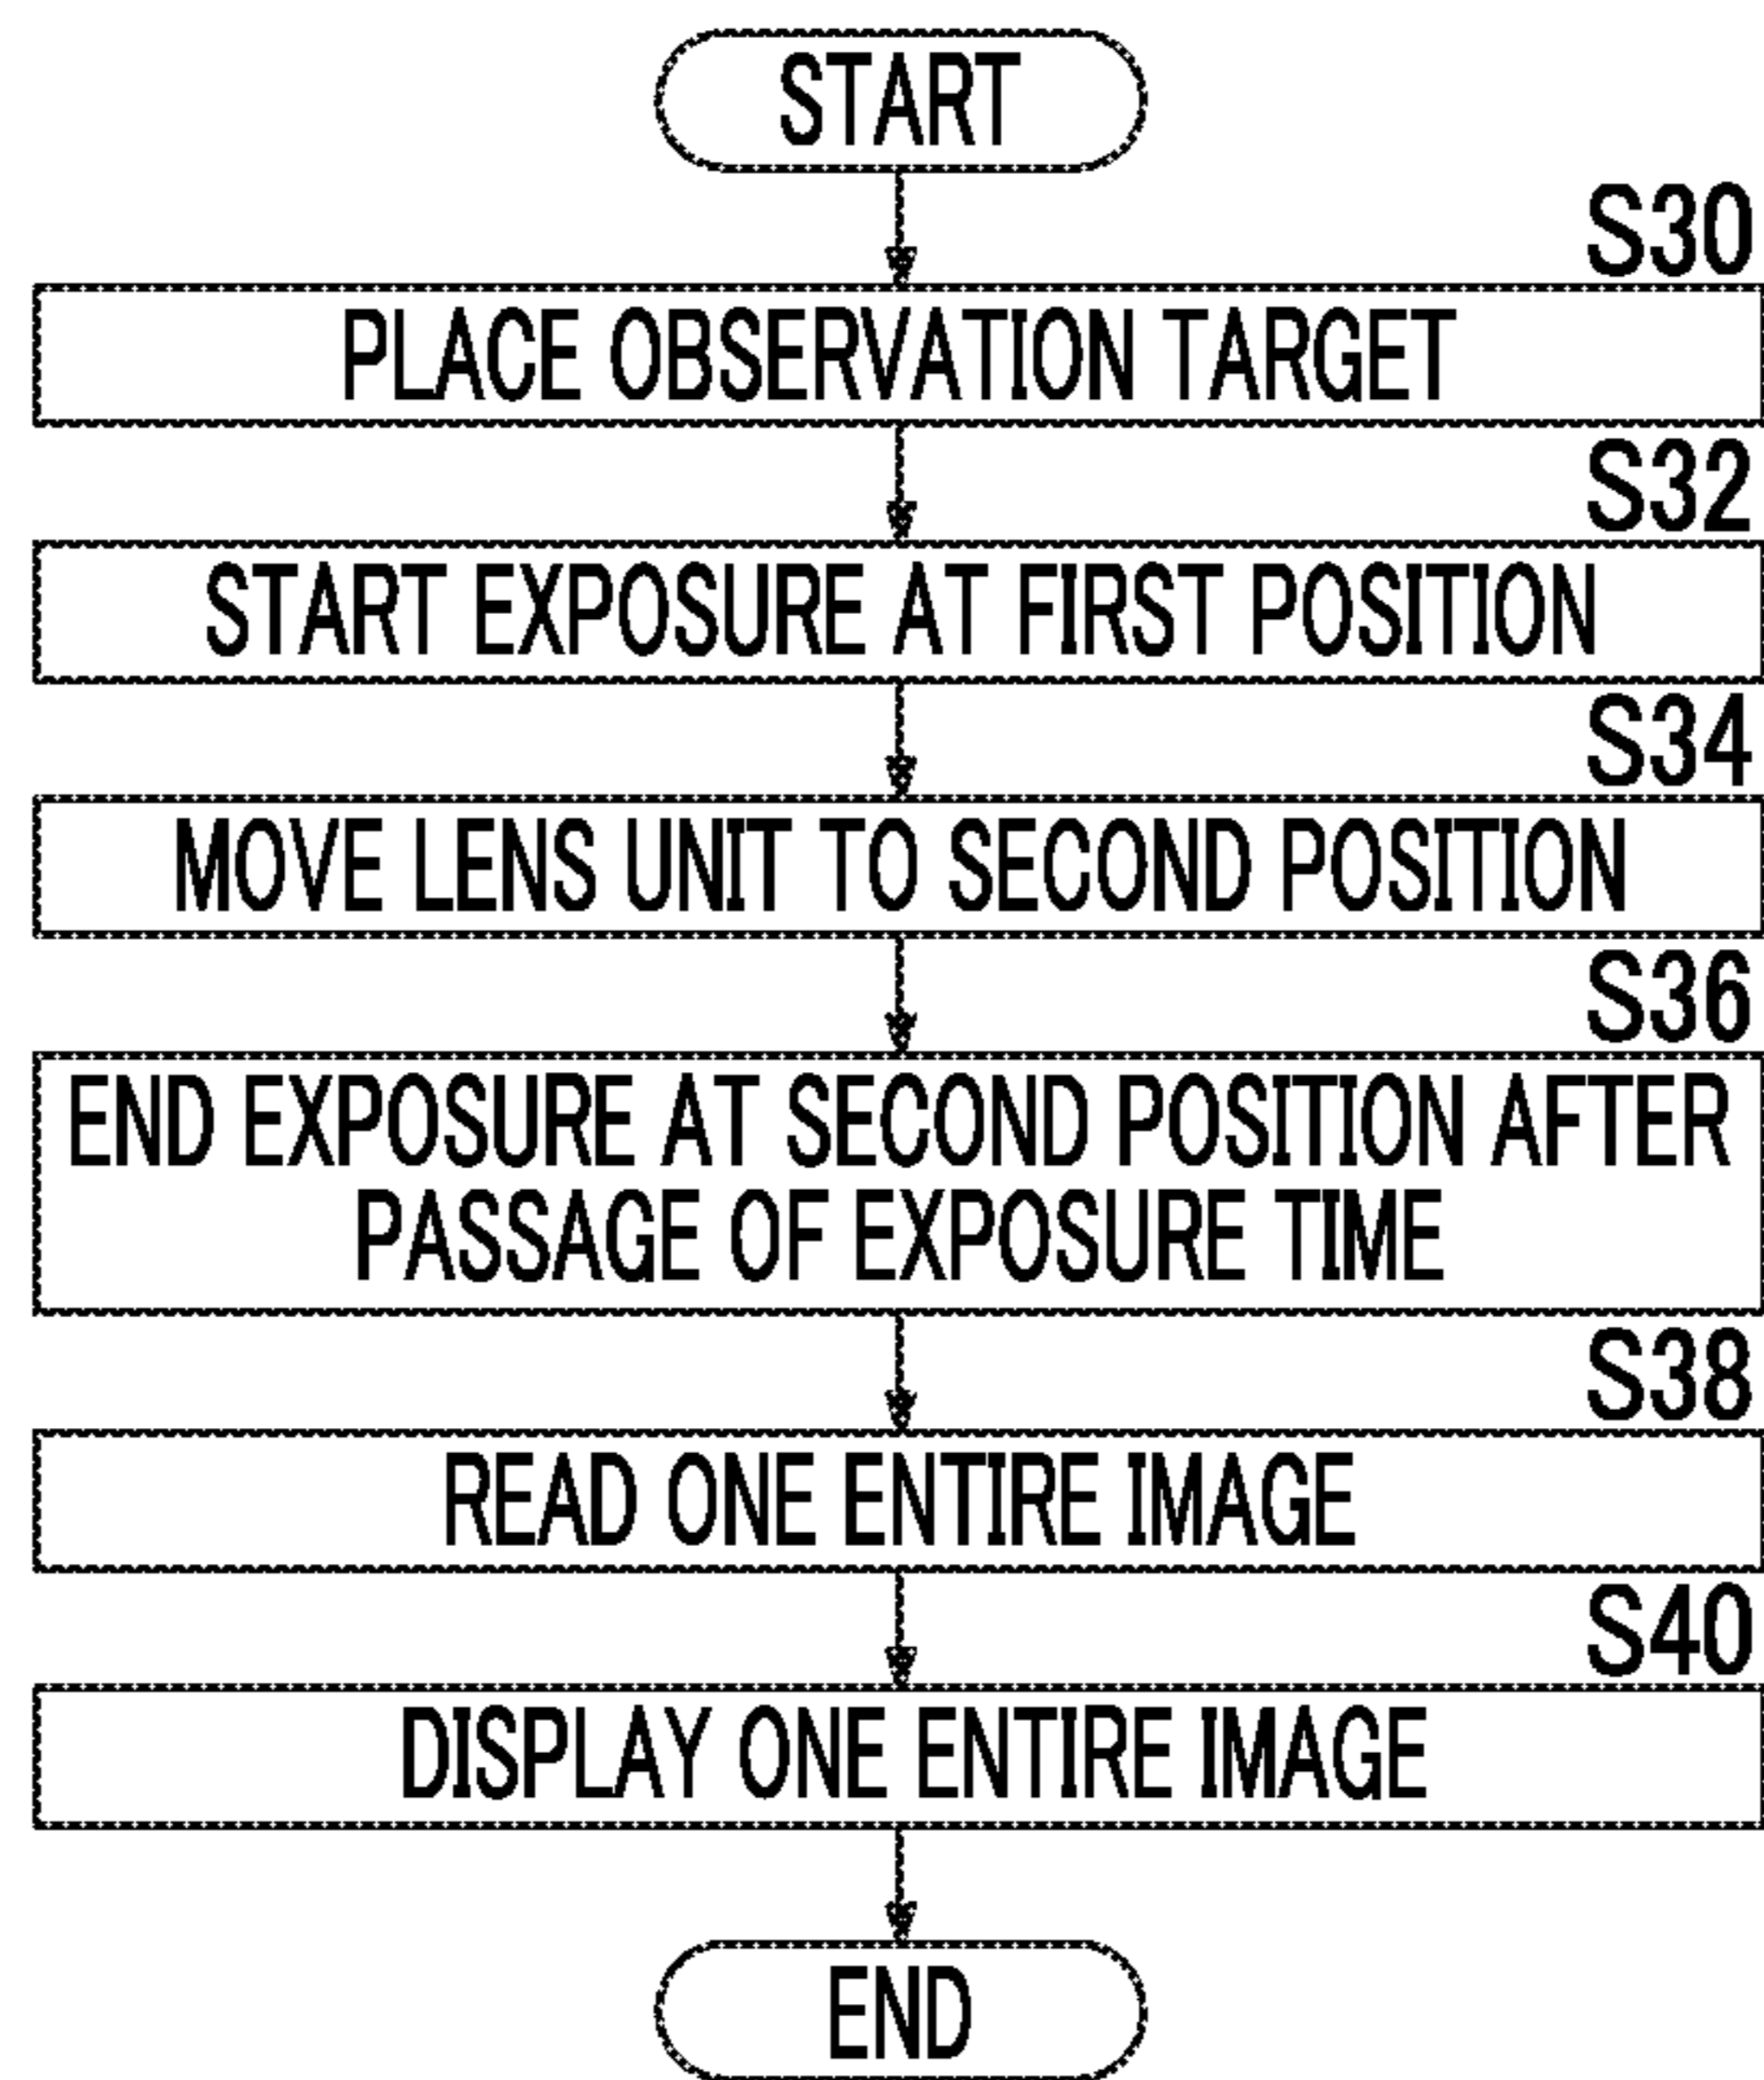 START
S30
PLACE OBSERVATION TARGET
S32
START EXPOSURE AT FIRST POSITION
S34
MOVE LENS UNIT TO SECOND POSITION
S36
END EXPOSURE AT SECOND POSITION AFTER
PASSAGE OF EXPOSURE TIME
S38
READ ONE ENTIRE IMAGE
S40
DISPLAY ONE ENTIRE IMAGE
END